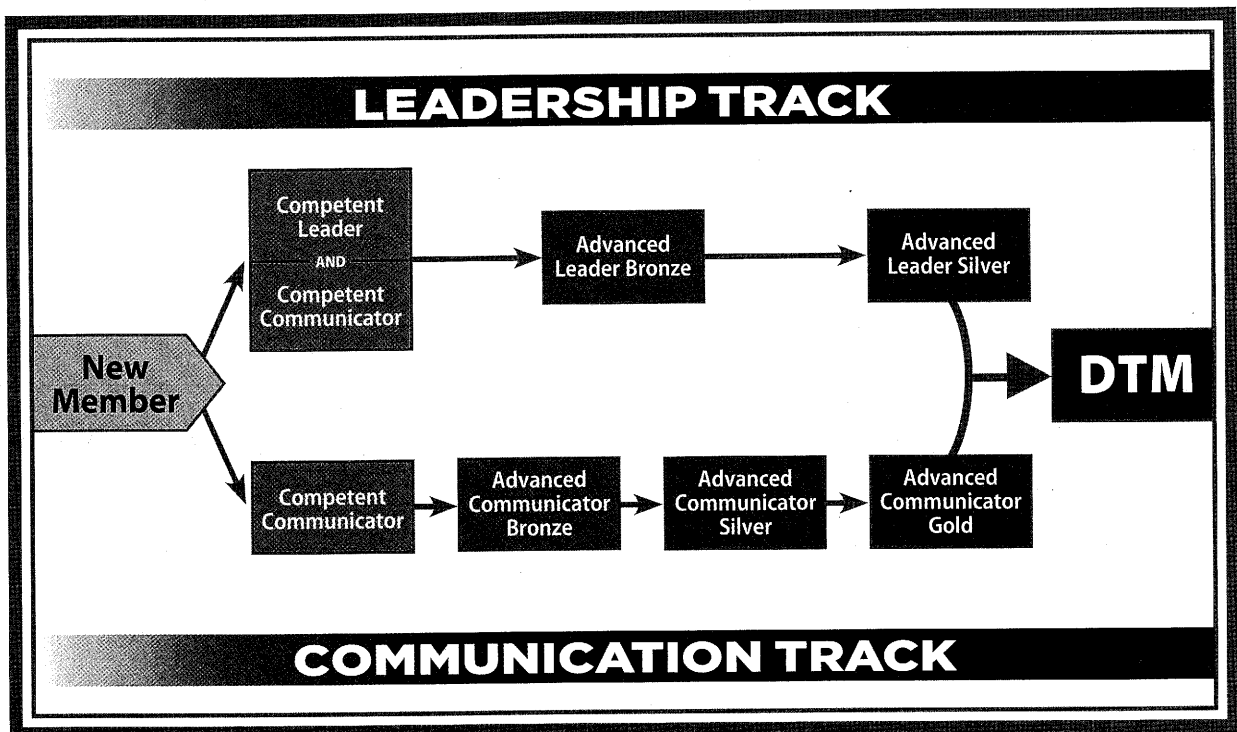 LEADERSHIP TRACK
Competent
Leader
AND
Competent
Communicator
Advanced
Leader Bronze
Advanced
Leader Silver
New
Member
DTM
Competent
Communicator
Advanced
Communicator
Bronze
Advanced
Communicator
Silver
Advanced
Communicator
Gold
COMMUNICATION TRACK